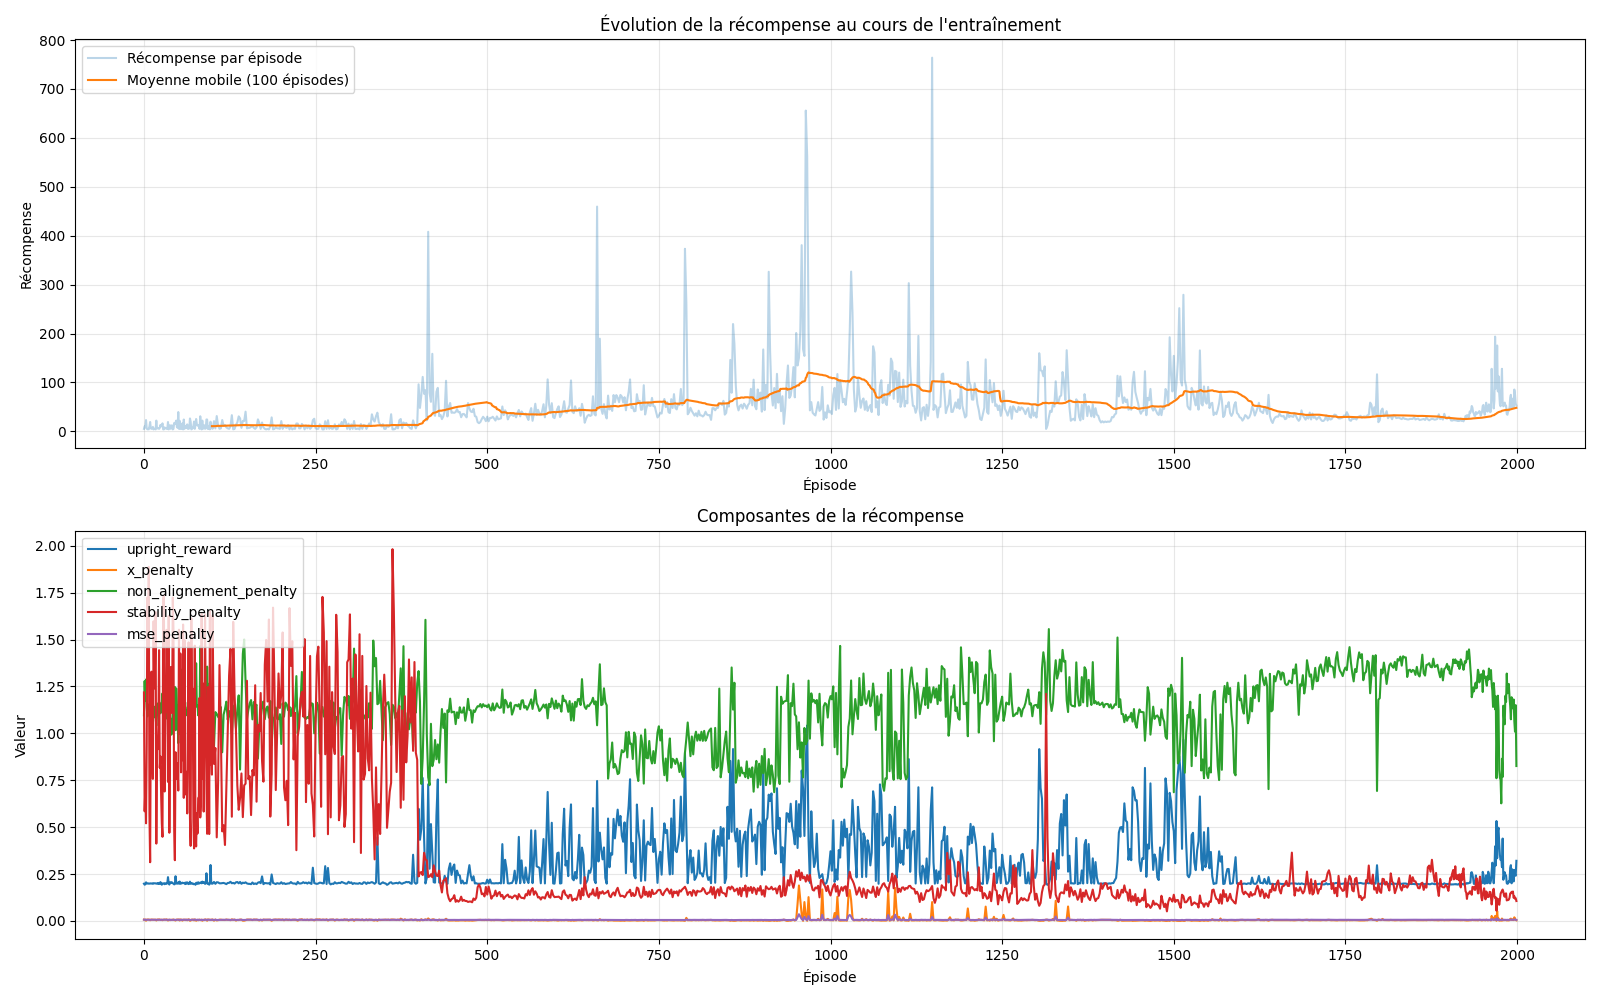 Évolution de la récompense au cours de l'entraînement
Récompense par épisode
Moyenne mobile (100 épisodes)
800
700
600
500
400
300
200
100
0
Récompense
0 250 500 750 1000 1250 1500 1750 2000
Épisode
Composantes de la récompense
upright_reward
x_penalty
non_alignement_penalty
stability_penalty
mse_penalty
2.00
1.75
1.50
1.25
1.00
0.75
0.50
0.25
0.00
Valeur
0 250 500 750 1000 1250 1500 1750 2000
Épisode